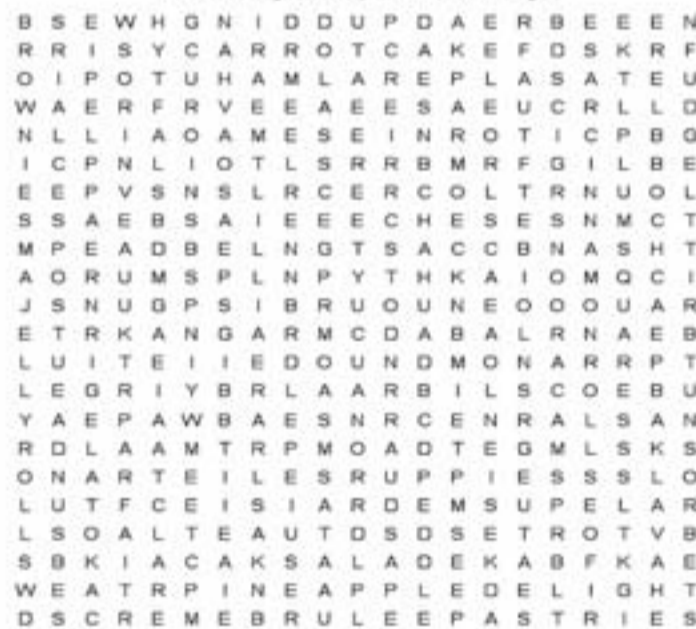 B S E W H G N I D D U P D A E R B E E E N
R R I S Y C A R R O T C A K E F D S K R F
O I P O T U H A M L A R E P L A S A T E U
W A E R F R V E E A E E S A E U C R L L D
N L L I A O A M E S E I N R O T I C P B G
I C P N L I O T L S R R B M R F G I L B E
E E P V S N S L R C E R C O L T R N U O L
S S A E B S A I E E E C H E S E S N M C T
M P E A D B E L N G T S A C C B N A S H T
A O R U M S P L N P Y T H K A I O M Q C I
J S N U G P S I B R U O U N E O O O U A R
E T R K A N G A R M C D A B A L R N A E B
L U I T E I I E D O U N D M O N A R R P T
L E G R I Y B R L A A R B I L S C O E B U
Y A E P A W B A E S N R C E N R A L S A N
R D L A A M T R P M O A D T E G M L S K S
O N A R T E I L E S R U P P I E S S S L O
L U T F C E I S I A R D E M S U P E L A R
L S O A L T E A U T D S D S E T R O T V B
S B K I A C A K S A L A D E K A B F K A E
W E A T R P I N E A P P L E D E L I G H T
D S C R E M E B R U L E E P A S T R I E S